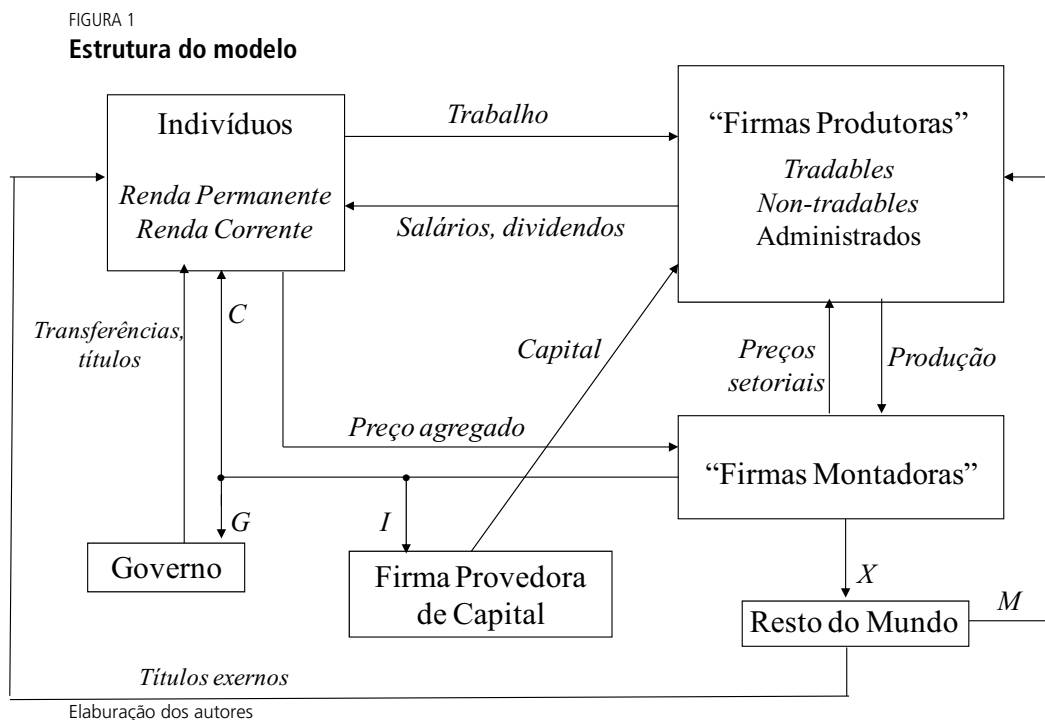 FIGURA 1
Estrutura do modelo
Indivíduos
Renda Permanente
Renda Corrente
Trabalho
Salários, dividendos
“Firmas Produtoras”
Tradables
Non-tradables
Administrados
Transferências,
títulos
C
Capital
Preços
setoriais
Produção
Preço agregado
“Firmas Montadoras”
G
I
Governo
Firma Provedora
de Capital
X
Resto do Mundo
M
Títulos exernos
Elaboração dos autores